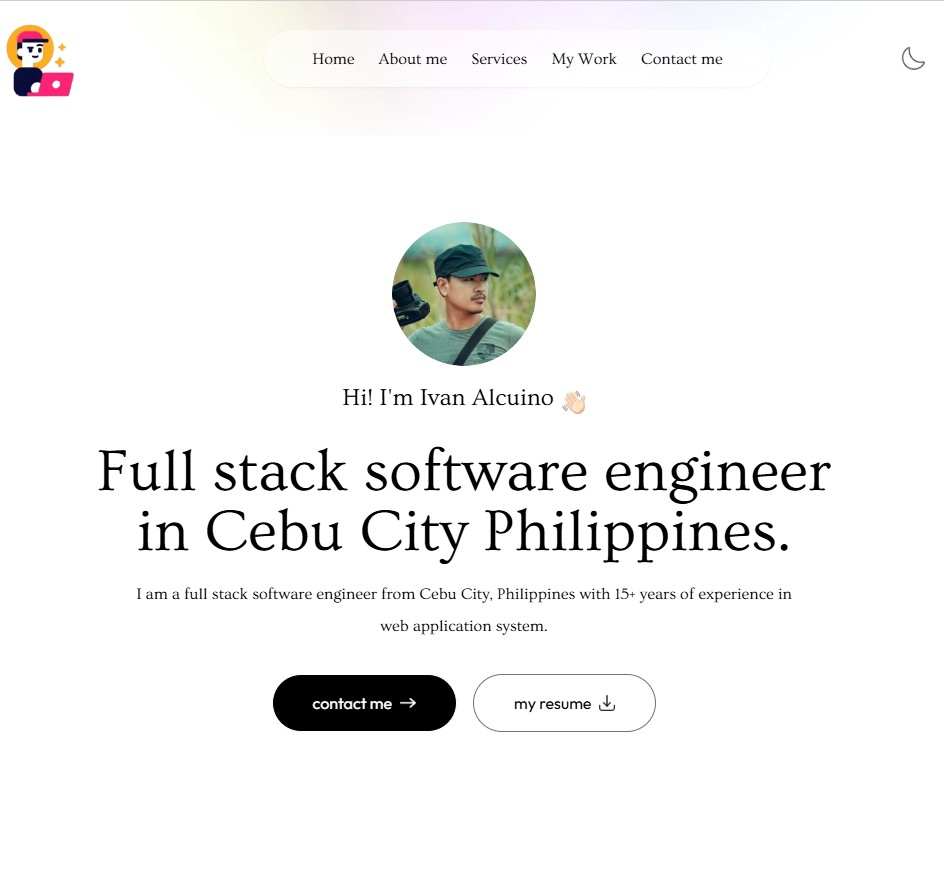 Home About me Services My Work Contact me
Hi! I'm Ivan Alcuino 👋🏻
Full stack software engineer
in Cebu City Philippines.
I am a full stack software engineer from Cebu City, Philippines with 15+ years of experience in
web application system.
contact me → my resume